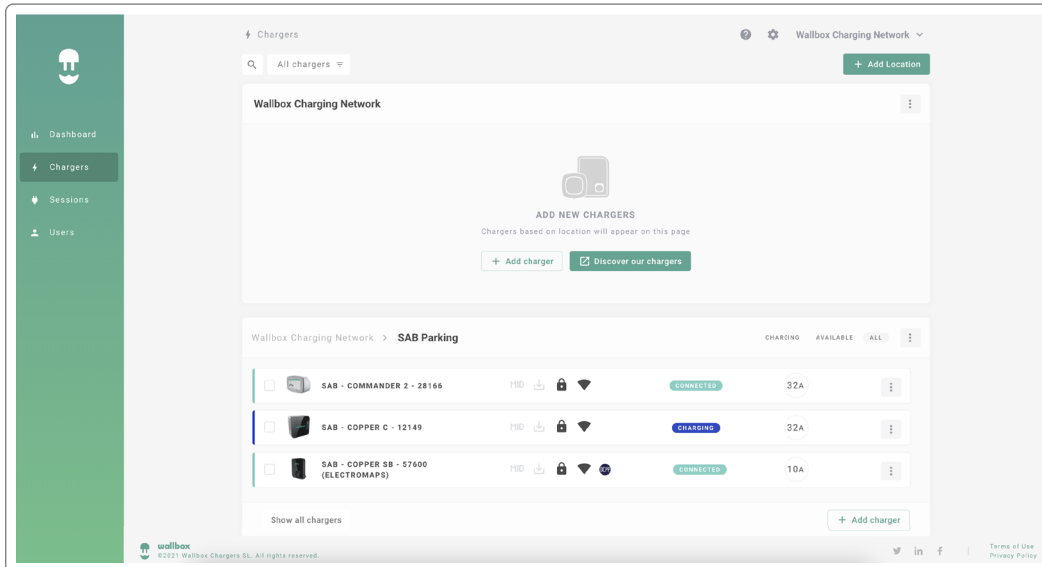 Chargers
Wallbox Charging Network
All chargers
+ Add Location
Dashboard
Chargers
Sessions
Users
Wallbox Charging Network
ADD NEW CHARGERS
Chargers based on location will appear on this page
+ Add charger
Discover our chargers
Wallbox Charging Network > SAB Parking
CHARGING AVAILABLE ALL
SAB - COMMANDER 2 - 28166 MID CONNECTED 32A
SAB - COPPER C - 12149 MID CHARGING 32A
SAB - COPPER SB - 57600
(ELECTROMAPS) MID OCPP CONNECTED 10A
Show all chargers
+ Add charger
wallbox
©2021 Wallbox Chargers SL. All rights reserved.
Terms of Use
Privacy Policy